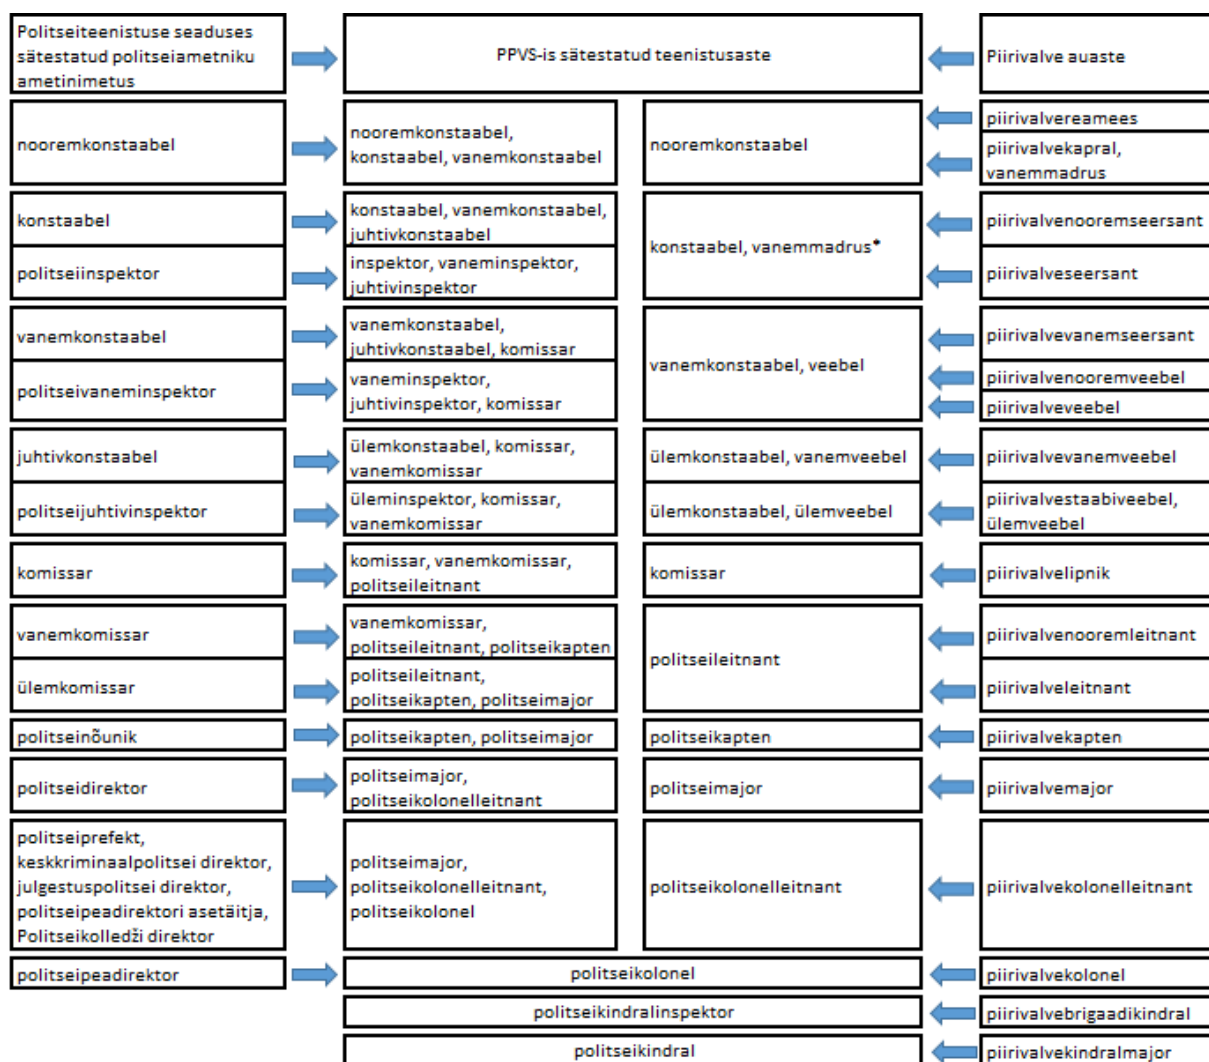 Politseiteenistuse seaduses
sätestatud politseiametniku
ametinimetus
PPVS-is sätestatud teenistusaste
Piirivalve auaste
nooremkonstaabel
nooremkonstaabel,
konstaabel, vanemkonstaabel
nooremkonstaabel
piirivalvereamees
piirivalvekapral,
vanemmadrus
konstaabel
konstaabel, vanemkonstaabel,
juhtivkonstaabel
konstaabel, vanemmadrus*
piirivalvenooremseersant
politseiinspektor
inspektor, vaneminspektor,
juhtivinspektor
piirivalveseersant
vanemkonstaabel
vanemkonstaabel,
juhtivkonstaabel, komissar
vanemkonstaabel, veebel
piirivalvevanemseersant
politseivaneminspektor
vaneminspektor,
juhtivinspektor, komissar
piirivalvenooremveebel
piirivalveveebel
juhtivkonstaabel
ülemkonstaabel, komissar,
vanemkomissar
ülemkonstaabel, vanemveebel
piirivalvevanemveebel
politseijuhtivinspektor
üleminspektor, komissar,
vanemkomissar
ülemkonstaabel, ülemveebel
piirivalvestaabiveebel,
ülemveebel
komissar
komissar, vanemkomissar,
politseileitnant
komissar
piirivalvelipnik
vanemkomissar
vanemkomissar,
politseileitnant, politseikapten
politseileitnant
piirivalvenooremleitnant
ülemkomissar
politseileitnant,
politseikapten, politseimajor
piirivalveleitnant
politseinõunik
politseikapten, politseimajor
politseikapten
piirivalvekapten
politseidirektor
politseimajor,
politseikolonelleitnant
politseimajor
piirivalvemajor
politseiprefekt,
keskkriminaalpolitsei direktor,
julgestuspolitsei direktor,
politseipeadirektori asetäitja,
Politseikolledži direktor
politseimajor,
politseikolonelleitnant,
politseikolonel
politseikolonelleitnant
piirivalvekolonelleitnant
politseipeadirektor
politseikolonel
piirivalvekolonel
politseikindralinspektor
piirivalvebrigaadikindral
politseikindral
piirivalvekindralmajor